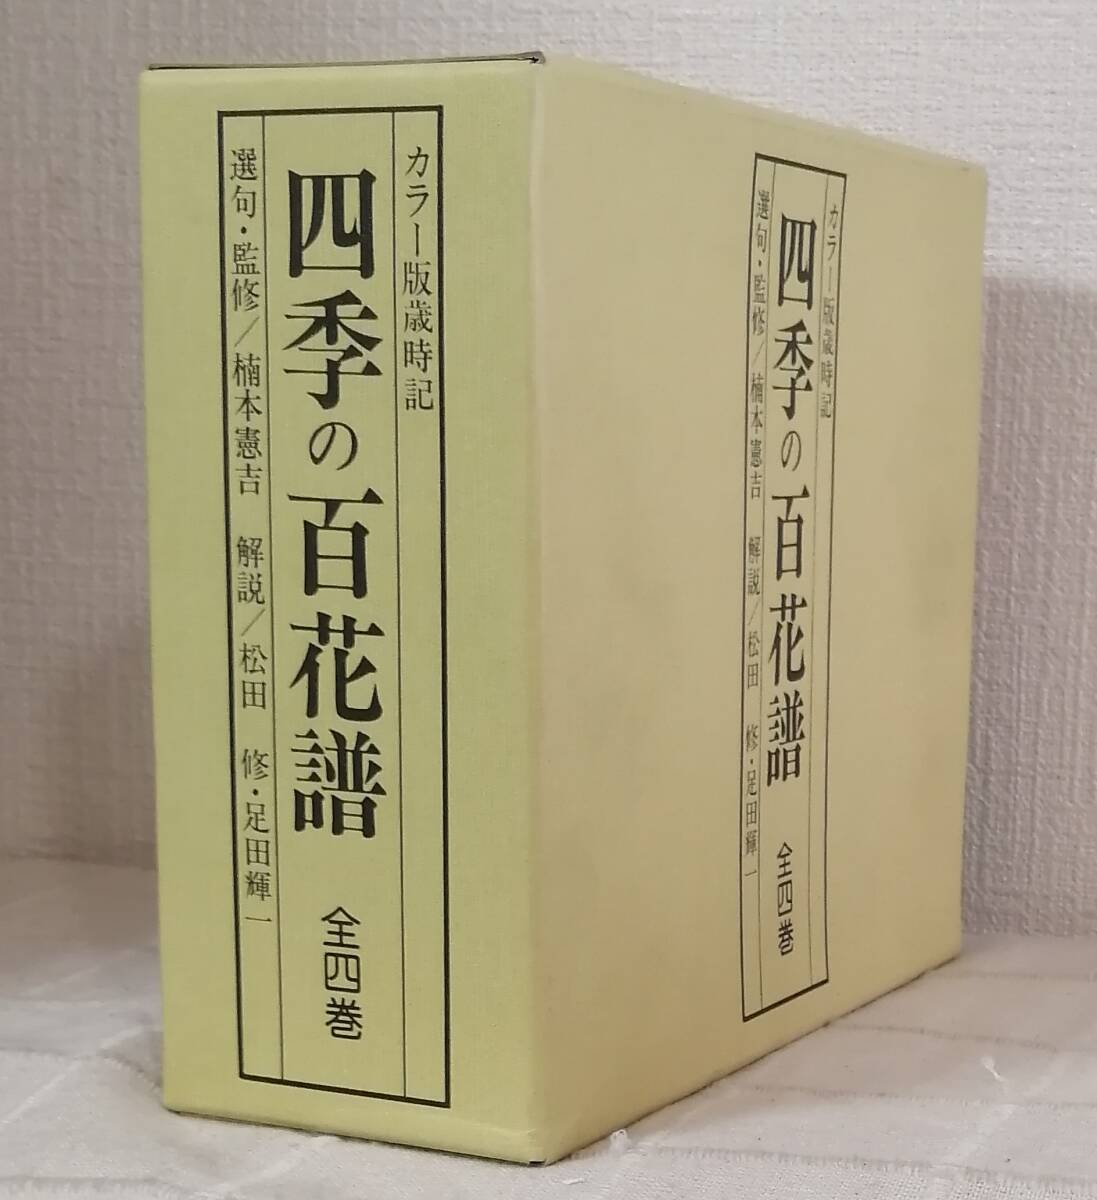 カラー版歳時記
四季の百花譜 全四巻
選句・監修／楠本憲吉 解説／松田 修・足田輝一
カラー版歳時記
四季の百花譜 全四巻
選句・監修／楠本憲吉 解説／松田 修・足田輝一